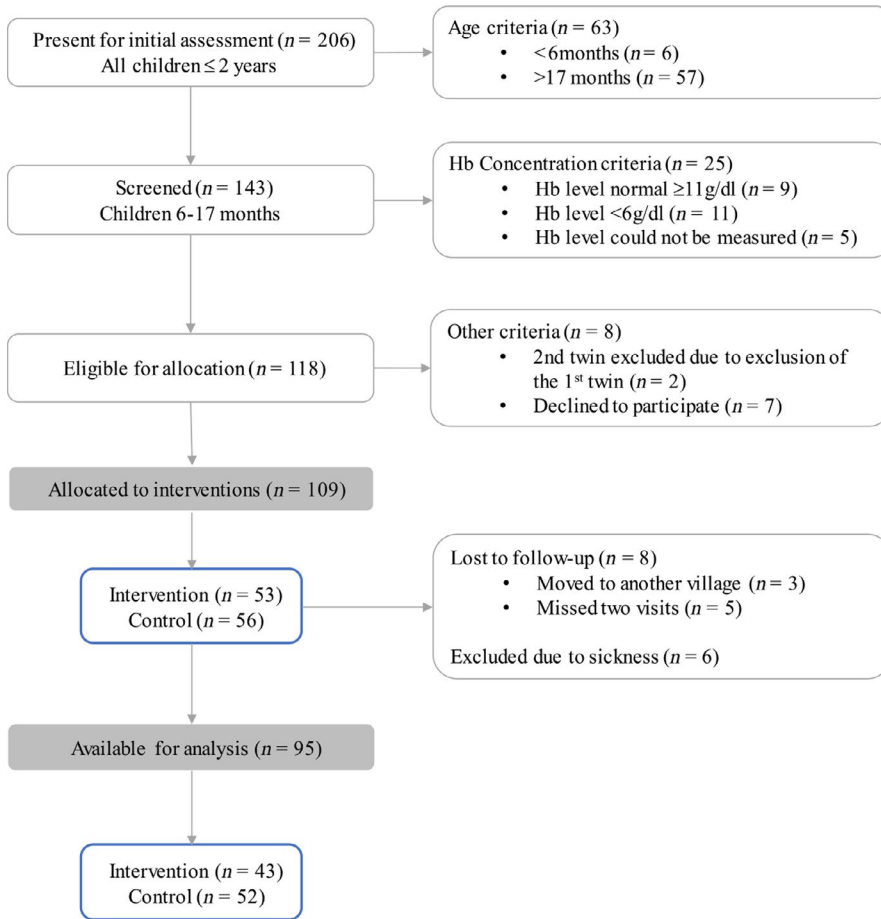 Present for initial assessment (n = 206)
All children ≤ 2 years
Age criteria (n = 63)
• <6months (n = 6)
• >17 months (n = 57)
Screened (n = 143)
Children 6-17 months
Hb Concentration criteria (n = 25)
• Hb level normal ≥11g/dl (n = 9)
• Hb level <6g/dl (n = 11)
• Hb level could not be measured (n = 5)
Eligible for allocation (n = 118)
Other criteria (n = 8)
• 2nd twin excluded due to exclusion of
the 1st twin (n = 2)
• Declined to participate (n = 7)
Allocated to interventions (n = 109)
Intervention (n = 53)
Control (n = 56)
Lost to follow-up (n = 8)
• Moved to another village (n = 3)
• Missed two visits (n = 5)
Excluded due to sickness (n = 6)
Available for analysis (n = 95)
Intervention (n = 43)
Control (n = 52)